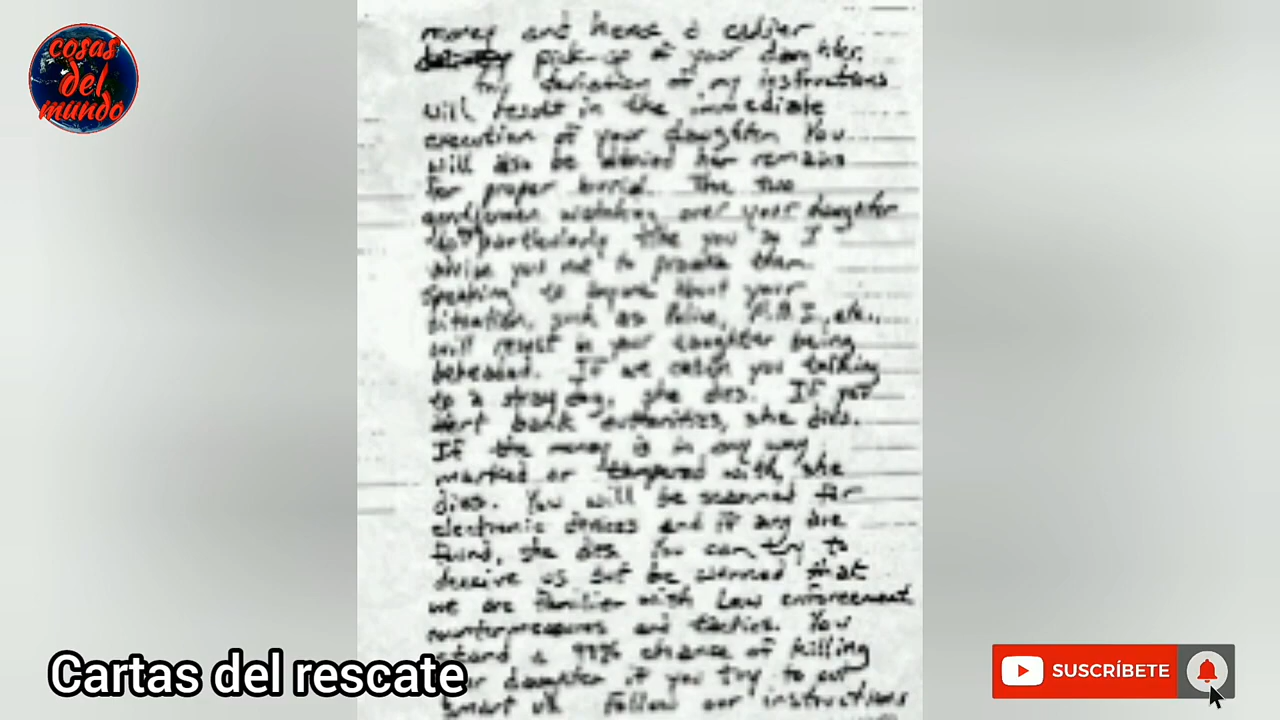 cosas
del
mundo
money and hence a earlier
delivery pick-up of your daughter.
Any deviation of my instructions
will result in the immediate
execution of your daughter. You
will also be denied her remains
for proper burial. The two
gentlemen watching over your daughter
do particularly like you so I
advise you not to provoke them.
Speaking to anyone about your
situation, such as Police, F.B.I., etc.,
will result in your daughter being
beheaded. If we catch you talking
to a stray dog, she dies. If you
alert bank authorities, she dies.
If the money is in any way
marked or tampered with, she
dies. You will be scanned for
electronic devices and if any are
found, she dies. You can try to
deceive us but be warned that
we are familiar with Law enforcement
countermeasures and tactics. You
stand a 99% chance of killing
your daughter if you try to out
smart us. Follow our instructions
Cartas del rescate
SUSCRÍBETE